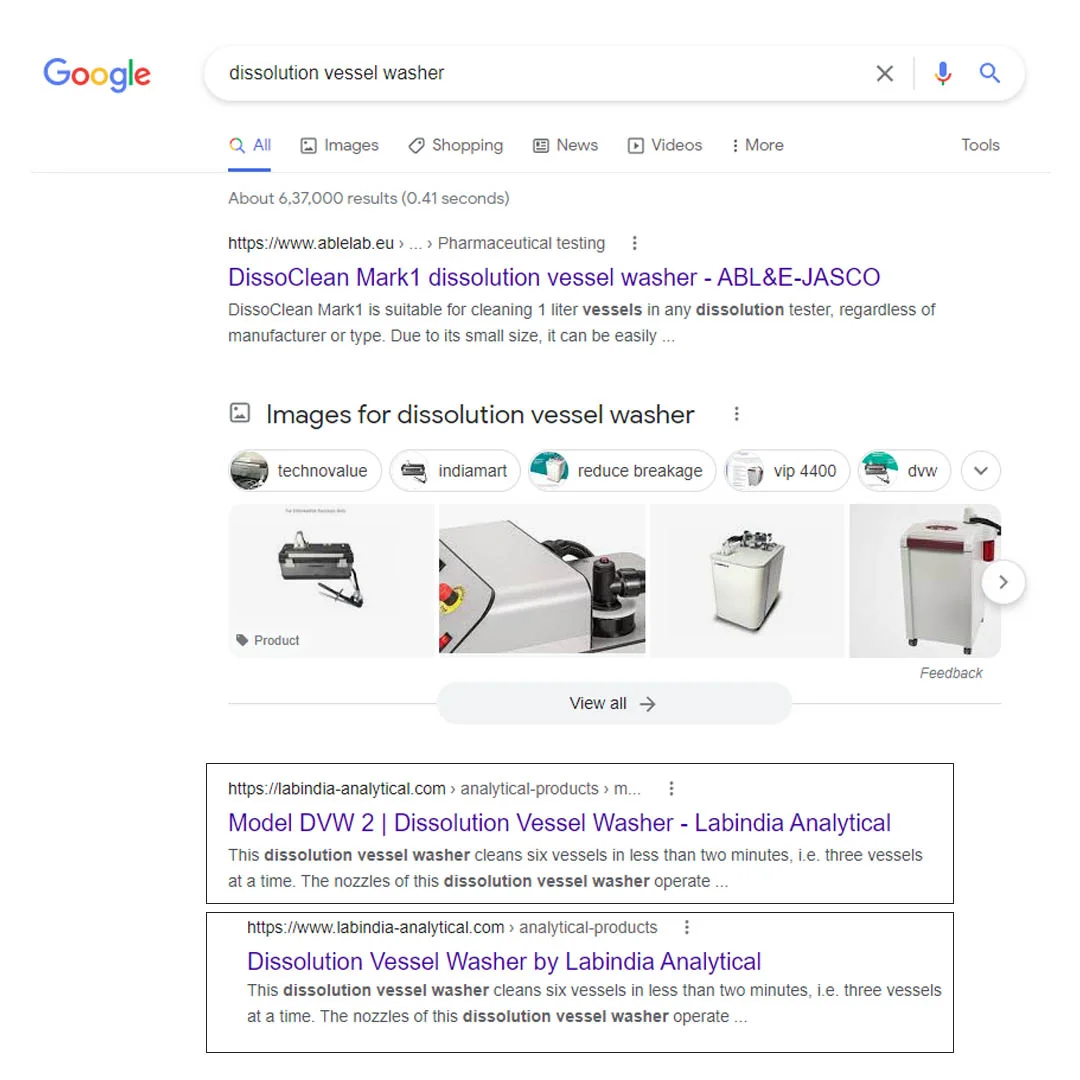 Google
dissolution vessel washer
All Images Shopping News Videos More Tools
About 6,37,000 results (0.41 seconds)
https://www.ablelab.eu › ... › Pharmaceutical testing
DissoClean Mark1 dissolution vessel washer - ABL&E-JASCO
DissoClean Mark1 is suitable for cleaning 1 liter vessels in any dissolution tester, regardless of
manufacturer or type. Due to its small size, it can be easily ...
Images for dissolution vessel washer
technovalue indiamart reduce breakage vip 4400 dvw
Product
Feedback
View all
https://labindia-analytical.com › analytical-products › m...
Model DVW 2 | Dissolution Vessel Washer - Labindia Analytical
This dissolution vessel washer cleans six vessels in less than two minutes, i.e. three vessels
at a time. The nozzles of this dissolution vessel washer operate ...
https://www.labindia-analytical.com › analytical-products
Dissolution Vessel Washer by Labindia Analytical
This dissolution vessel washer cleans six vessels in less than two minutes, i.e. three vessels
at a time. The nozzles of this dissolution vessel washer operate ...